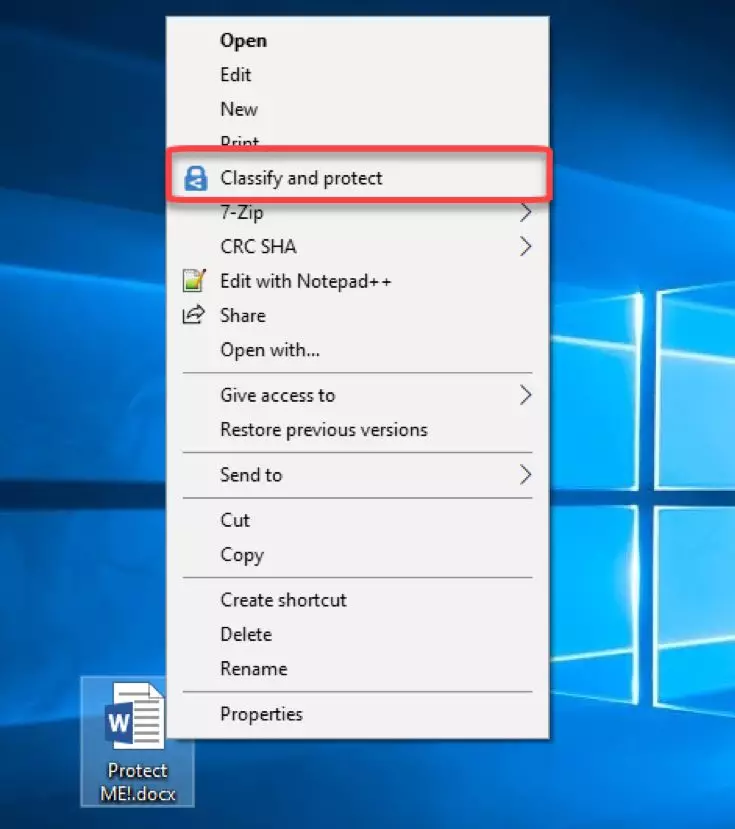 Open
Edit
New
Print
Classify and protect
7-Zip
CRC SHA
Edit with Notepad++
Share
Open with...
Give access to
Restore previous versions
Send to
Cut
Copy
Create shortcut
Delete
Rename
Properties
W
Protect
ME!.docx